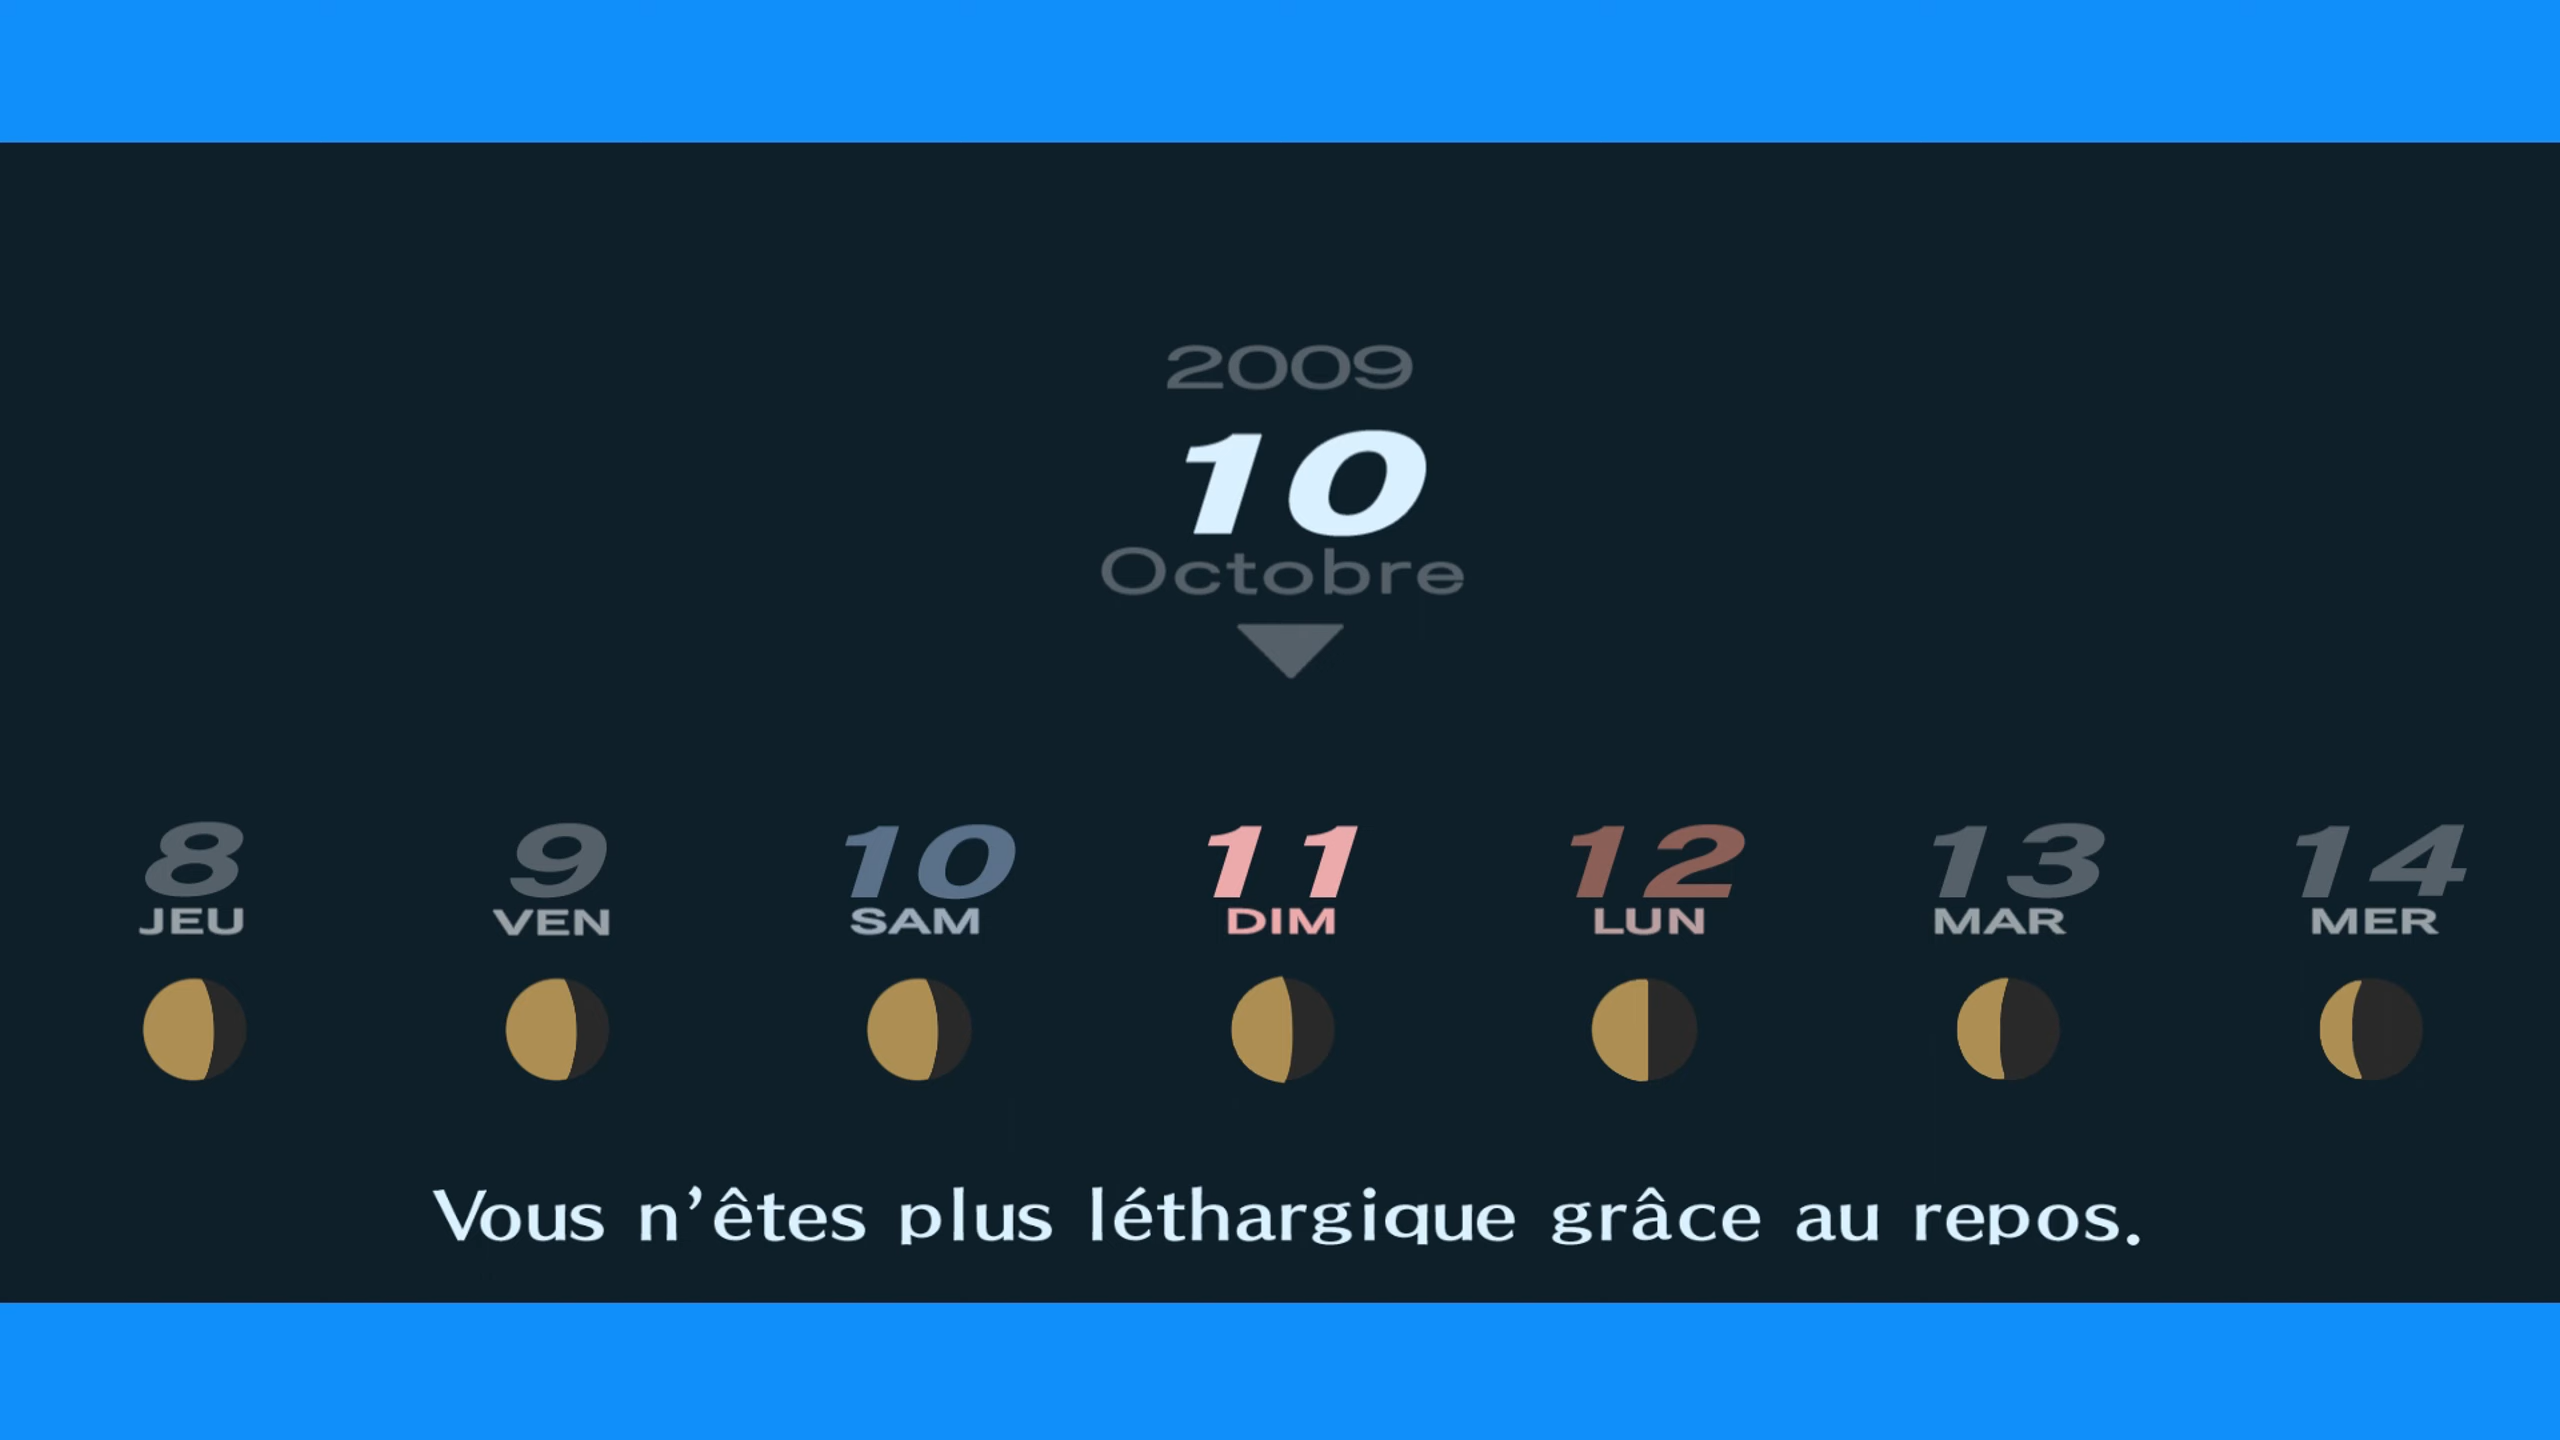 2009
10
Octobre
8 9 10 11 12 13 14
JEU VEN SAM DIM LUN MAR MER
Vous n’êtes plus léthargique grâce au repos.